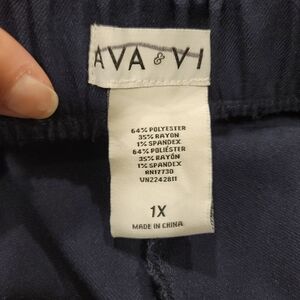 AVA & VI
64% POLYESTER
35% RAYON
1% SPANDEX
64% POLIÉSTER
35% RAYÓN
1% SPANDEX
RN17730
VN2242811
1X
MADE IN CHINA